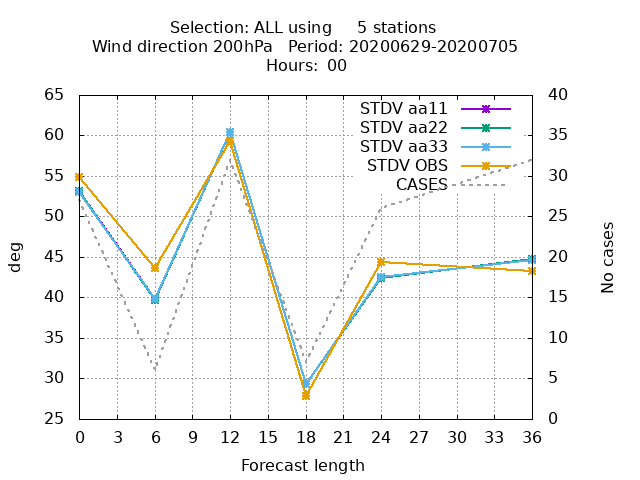 Selection: ALL using     5 stations
Wind direction 200hPa   Period: 20200629-20200705
Hours: 00
65
60
55
50
45
40
35
30
25
40
35
30
25
20
15
10
5
0
STDV aa11
STDV aa22
STDV aa33
STDV OBS
CASES
deg
No cases
0 3 6 9 12 15 18 21 24 27 30 33 36
Forecast length